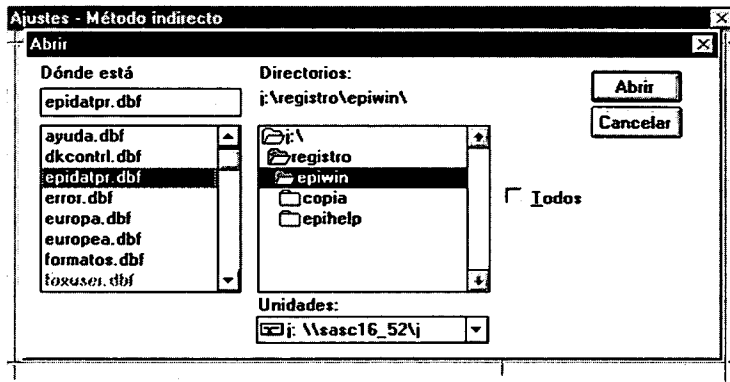 Ajustes - Método indirecto
Abrir
Dónde está
epidatpr.dbf
ayuda.dbf
dkcontrl.dbf
epidatpr.dbf
error.dbf
europa.dbf
europea.dbf
formatos.dbf
foxuser.dbf
Directorios:
j:\registro\epiwin\
j:\
registro
epiwin
copia
epihelp
Unidades:
j: \\sasc16_52\j
Abrir
Cancelar
Todos